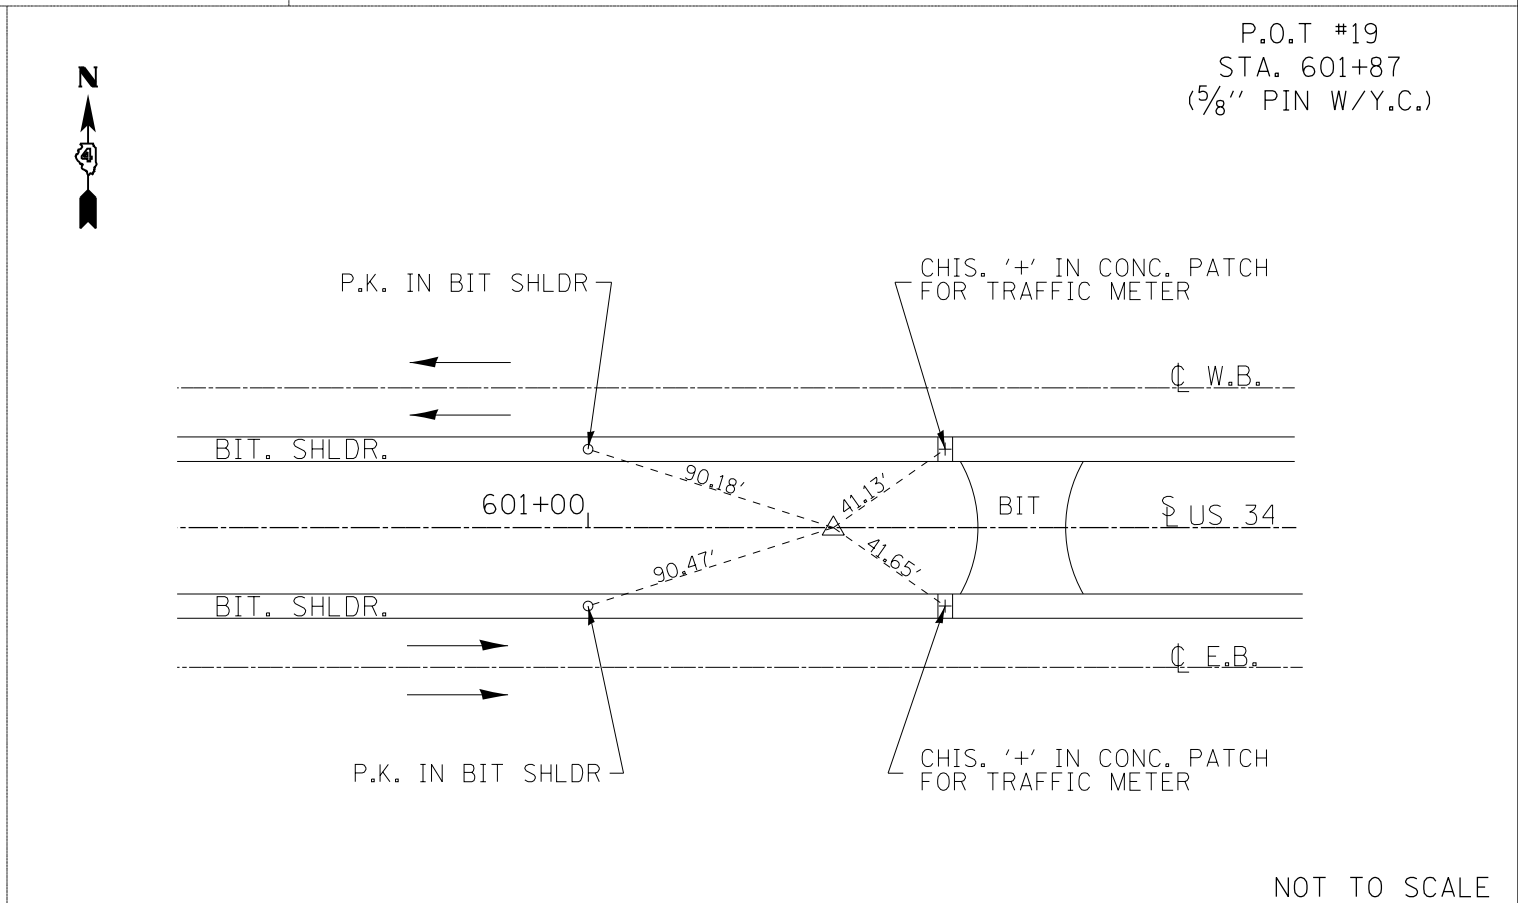 P.O.T #19
STA. 601+87
(5/8" PIN W/Y.C.)
N
4
P.K. IN BIT SHLDR
CHIS. '+' IN CONC. PATCH
FOR TRAFFIC METER
℄ W.B.
BIT. SHLDR.
90.18'
41.13'
601+00
BIT
S L US 34
90.47'
41.65'
BIT. SHLDR.
℄ E.B.
P.K. IN BIT SHLDR
CHIS. '+' IN CONC. PATCH
FOR TRAFFIC METER
NOT TO SCALE